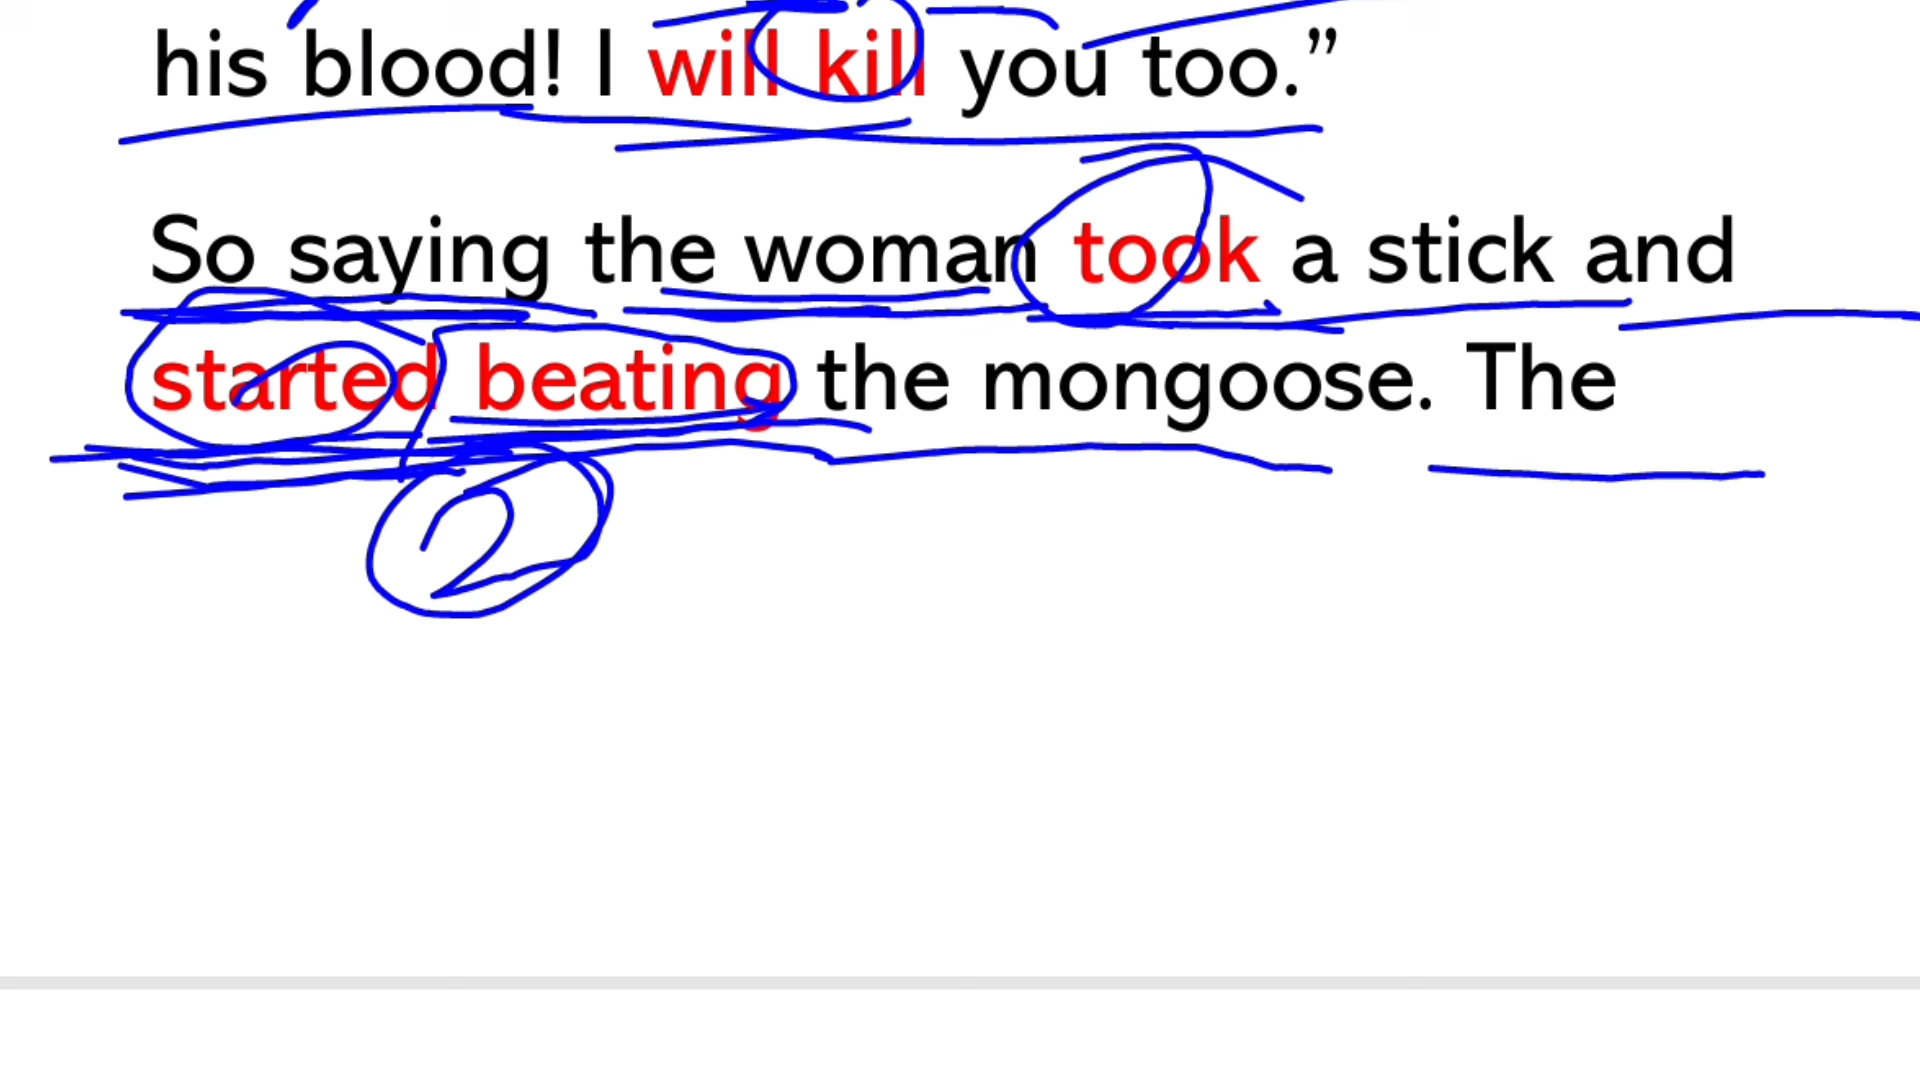 his blood! I will kill you too.”
So saying the woman took a stick and
started beating the mongoose. The
2